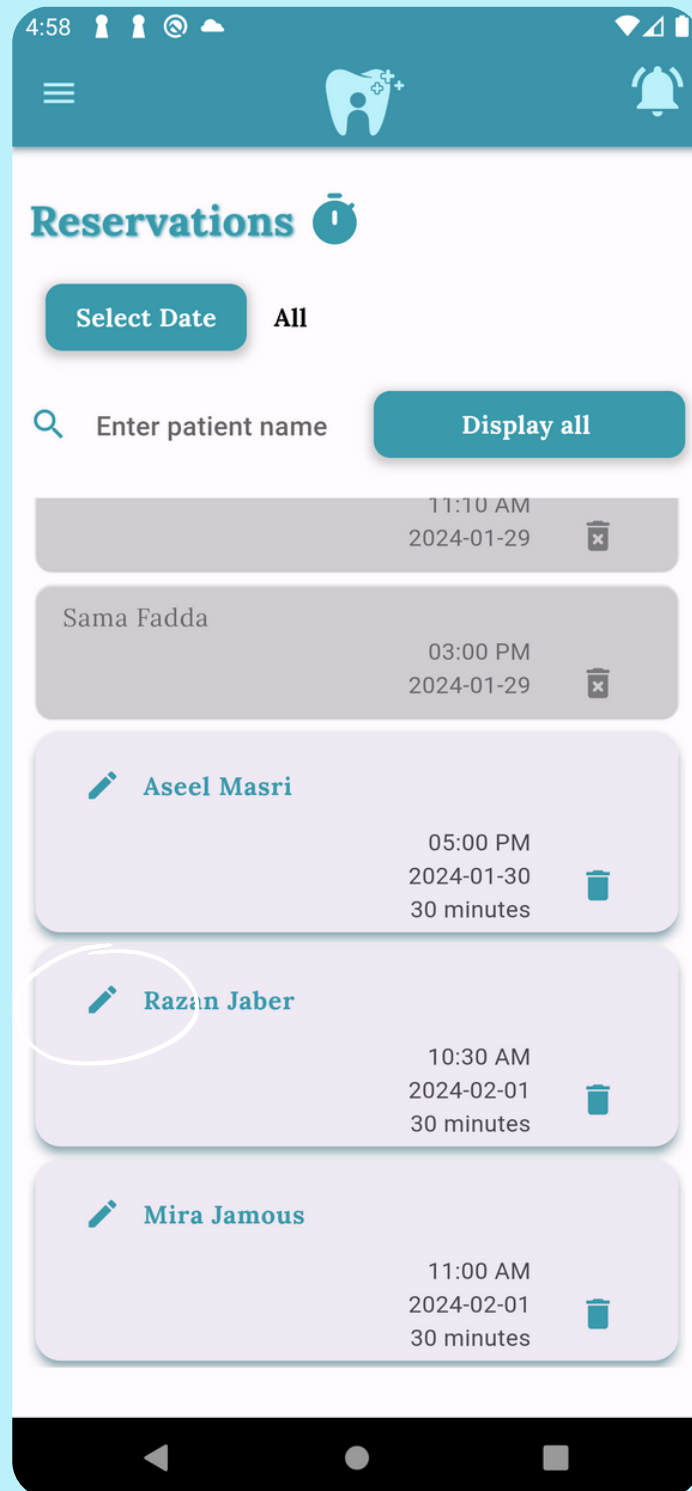 4:58
Reservations
Select Date All
Enter patient name Display all
11:10 AM
2024-01-29
Sama Fadda
03:00 PM
2024-01-29
Aseel Masri
05:00 PM
2024-01-30
30 minutes
Razan Jaber
10:30 AM
2024-02-01
30 minutes
Mira Jamous
11:00 AM
2024-02-01
30 minutes